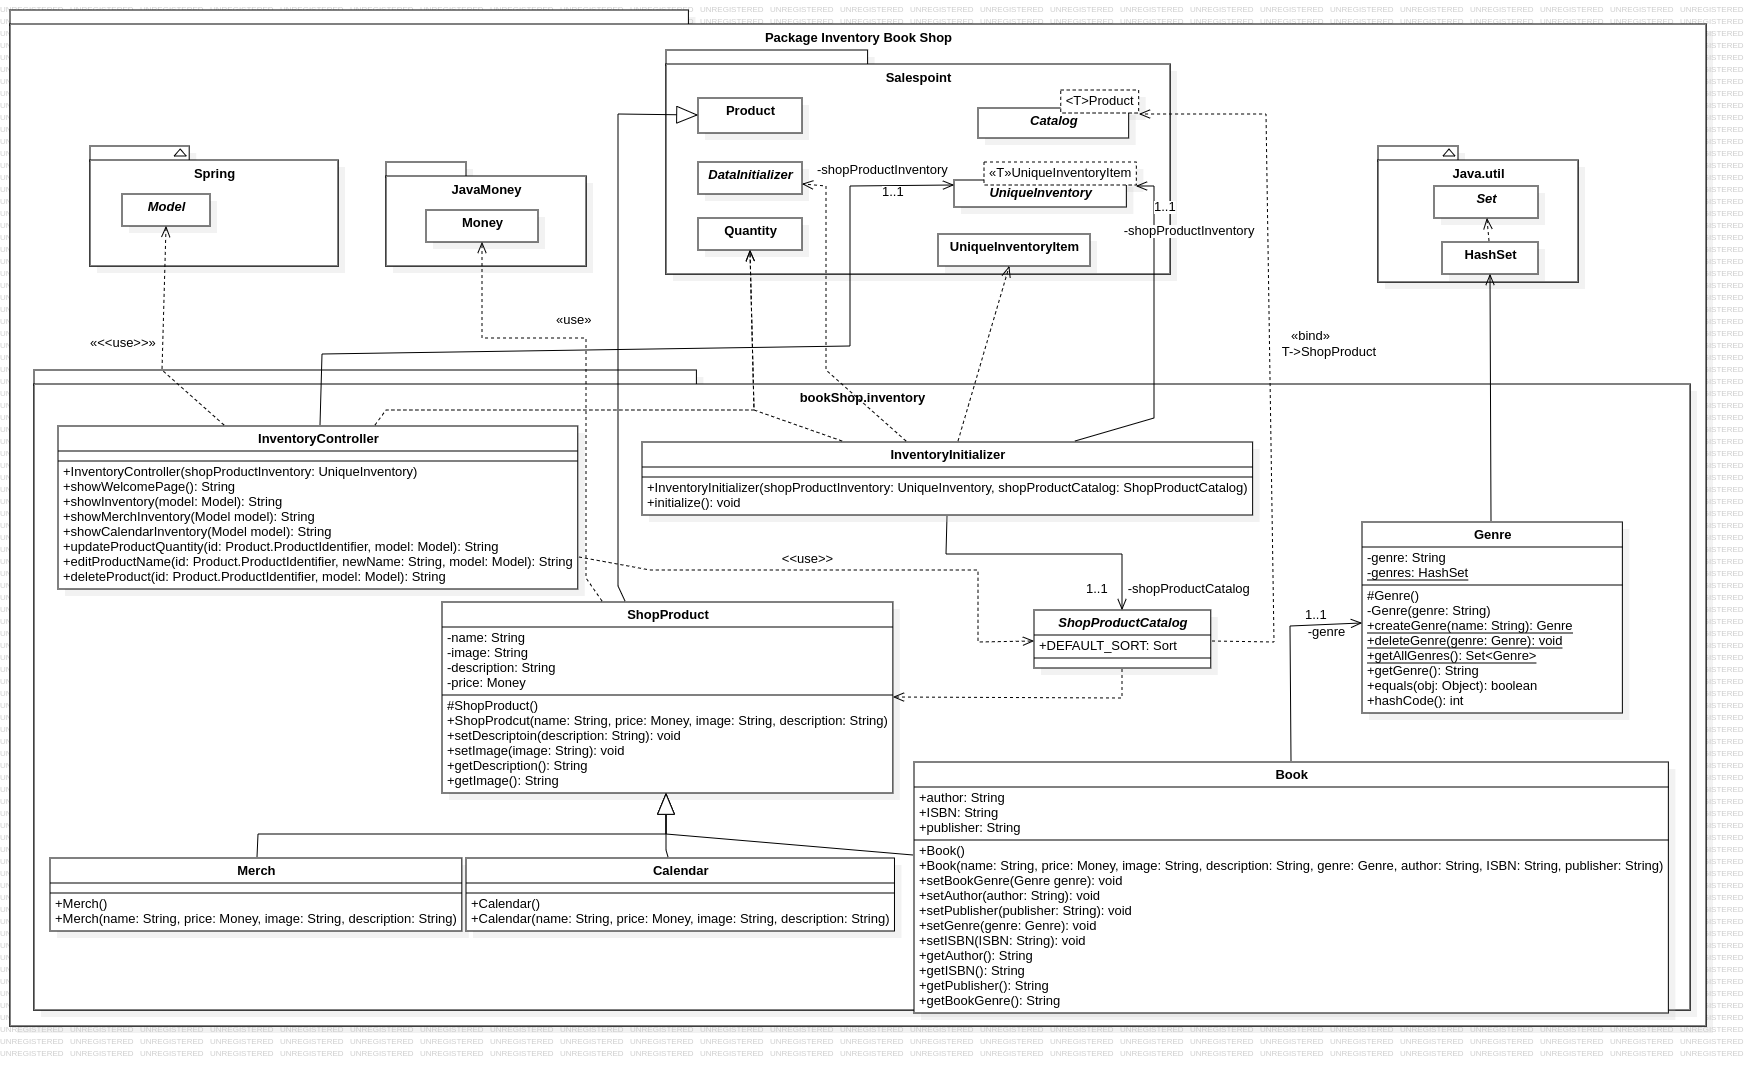 Package Inventory Book Shop
Salespoint
Product
<T>Product
Catalog
DataInitializer
-shopProductInventory
1..1
«T»UniqueInventoryItem
UniqueInventory
1..1
-shopProductInventory
Quantity
UniqueInventoryItem
Spring
Model
JavaMoney
Money
Java.util
Set
HashSet
«<<use>>»
«use»
«bind»
T->ShopProduct
bookShop.inventory
InventoryController
+InventoryController(shopProductInventory: UniqueInventory)
+showWelcomePage(): String
+showInventory(model: Model): String
+showMerchInventory(Model model): String
+showCalendarInventory(Model model): String
+updateProductQuantity(id: Product.ProductIdentifier, model: Model): String
+editProductName(id: Product.ProductIdentifier, newName: String, model: Model): String
+deleteProduct(id: Product.ProductIdentifier, model: Model): String
InventoryInitializer
+InventoryInitializer(shopProductInventory: UniqueInventory, shopProductCatalog: ShopProductCatalog)
+initialize(): void
<<use>>
1..1
-shopProductCatalog
ShopProductCatalog
+DEFAULT_SORT: Sort
Genre
-genre: String
-genres: HashSet
#Genre()
-Genre(genre: String)
+createGenre(name: String): Genre
+deleteGenre(genre: Genre): void
+getAllGenres(): Set<Genre>
+getGenre(): String
+equals(obj: Object): boolean
+hashCode(): int
1..1
-genre
ShopProduct
-name: String
-image: String
-description: String
-price: Money
#ShopProduct()
+ShopProdcut(name: String, price: Money, image: String, description: String)
+setDescriptoin(description: String): void
+setImage(image: String): void
+getDescription(): String
+getImage(): String
Book
+author: String
+ISBN: String
+publisher: String
+Book()
+Book(name: String, price: Money, image: String, description: String, genre: Genre, author: String, ISBN: String, publisher: String)
+setBookGenre(Genre genre): void
+setAuthor(author: String): void
+setPublisher(publisher: String): void
+setGenre(genre: Genre): void
+setISBN(ISBN: String): void
+getAuthor(): String
+getISBN(): String
+getPublisher(): String
+getBookGenre(): String
Merch
+Merch()
+Merch(name: String, price: Money, image: String, description: String)
Calendar
+Calendar()
+Calendar(name: String, price: Money, image: String, description: String)